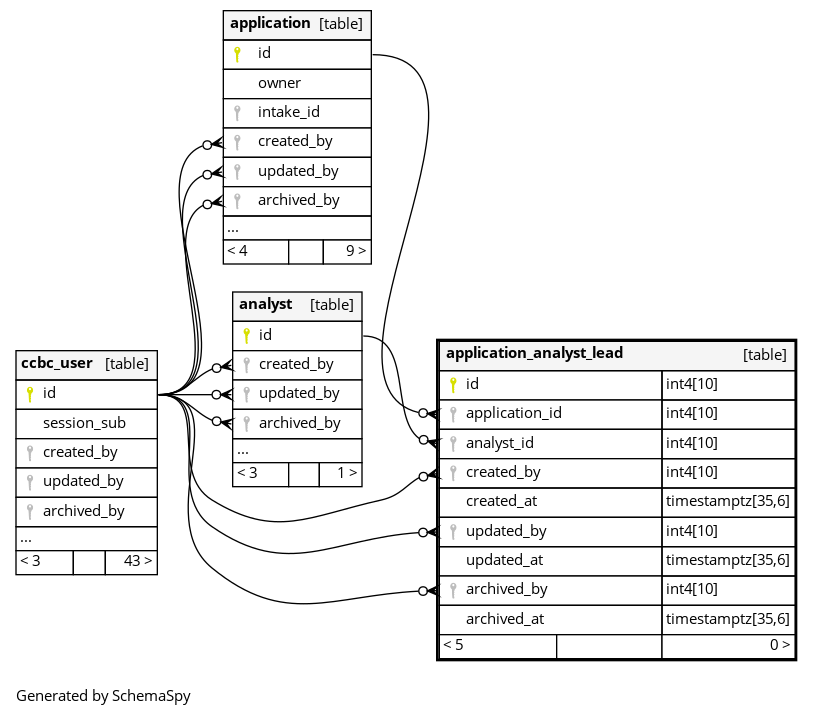 application [table]
id
owner
intake_id
created_by
updated_by
archived_by
...
< 4 9 >
analyst [table]
id
created_by
updated_by
archived_by
...
< 3 1 >
ccbc_user [table]
id
session_sub
created_by
updated_by
archived_by
...
< 3 43 >
application_analyst_lead [table]
id int4[10]
application_id int4[10]
analyst_id int4[10]
created_by int4[10]
created_at timestamptz[35,6]
updated_by int4[10]
updated_at timestamptz[35,6]
archived_by int4[10]
archived_at timestamptz[35,6]
< 5 0 >
Generated by SchemaSpy